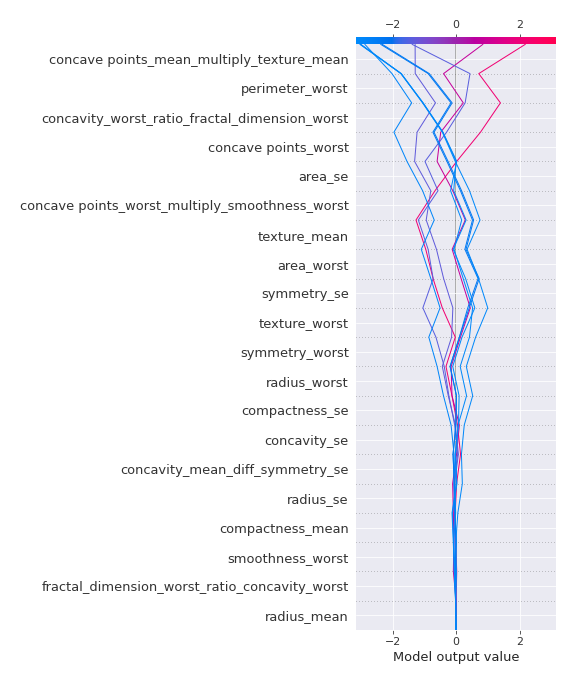 −2 0 2
concave points_mean_multiply_texture_mean
perimeter_worst
concavity_worst_ratio_fractal_dimension_worst
concave points_worst
area_se
concave points_worst_multiply_smoothness_worst
texture_mean
area_worst
symmetry_se
texture_worst
symmetry_worst
radius_worst
compactness_se
concavity_se
concavity_mean_diff_symmetry_se
radius_se
compactness_mean
smoothness_worst
fractal_dimension_worst_ratio_concavity_worst
radius_mean
−2 0 2
Model output value